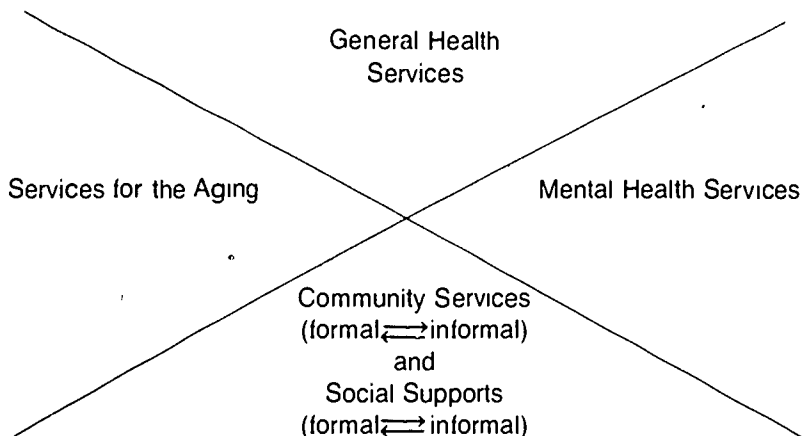 General Health
Services
Services for the Aging
Mental Health Services
Community Services
(formal⇄informal)
and
Social Supports
(formal⇄informal)